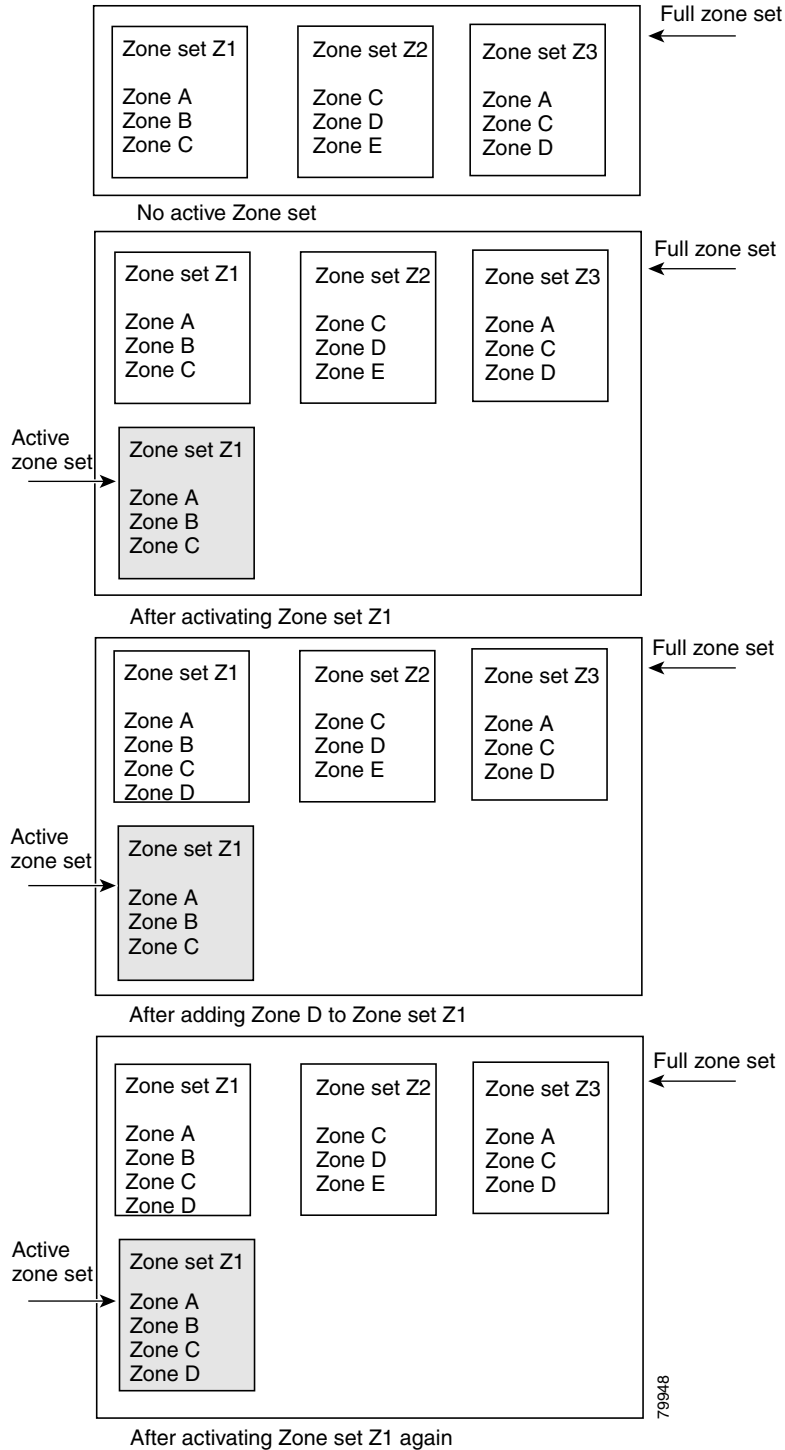 Full zone set
Zone set Z1
Zone A
Zone B
Zone C
Zone set Z2
Zone C
Zone D
Zone E
Zone set Z3
Zone A
Zone C
Zone D
No active Zone set
Full zone set
Zone set Z1
Zone A
Zone B
Zone C
Zone set Z2
Zone C
Zone D
Zone E
Zone set Z3
Zone A
Zone C
Zone D
Active
zone set
Zone set Z1
Zone A
Zone B
Zone C
After activating Zone set Z1
Full zone set
Zone set Z1
Zone A
Zone B
Zone C
Zone D
Zone set Z2
Zone C
Zone D
Zone E
Zone set Z3
Zone A
Zone C
Zone D
Active
zone set
Zone set Z1
Zone A
Zone B
Zone C
After adding Zone D to Zone set Z1
Full zone set
Zone set Z1
Zone A
Zone B
Zone C
Zone D
Zone set Z2
Zone C
Zone D
Zone E
Zone set Z3
Zone A
Zone C
Zone D
Active
zone set
Zone set Z1
Zone A
Zone B
Zone C
Zone D
79948
After activating Zone set Z1 again